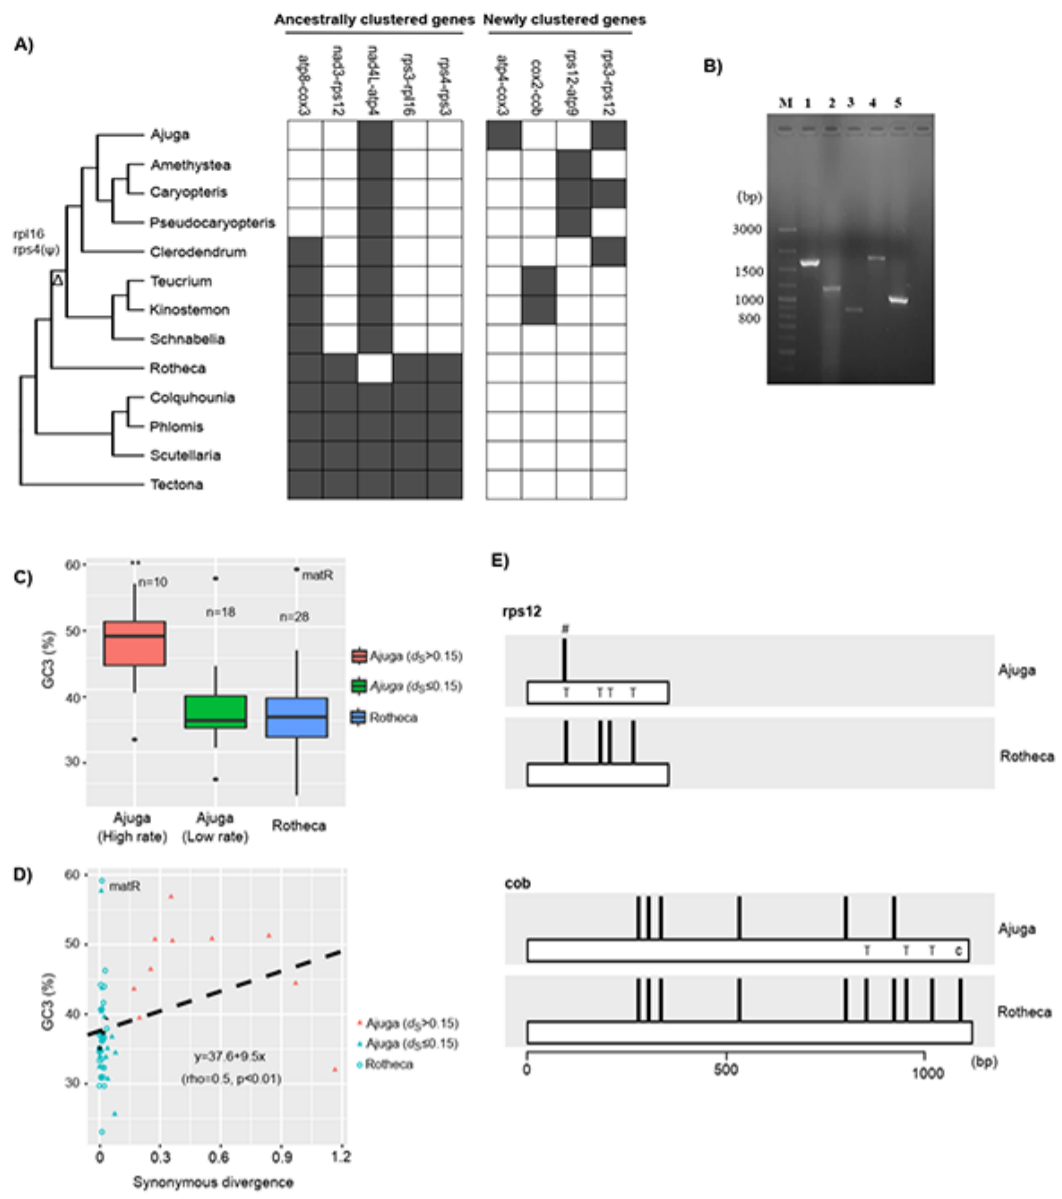 A)
Ancestrally clustered genes
Newly clustered genes
atp8-cox3
nad3-rps12
nad4L-atp4
rps3-rpl16
rps4-rps3
atp4-cox3
cox2-cob
rps12-atp9
rps3-rps12
Ajuga
Amethystea
Caryopteris
Pseudocaryopteris
Clerodendrum
Teucrium
Kinostemon
Schnabelia
Rotheca
Colquhounia
Phlomis
Scutellaria
Tectona
rpl16
rps4(ψ)
Δ
B)
M 1 2 3 4 5
(bp)
3000
1500
1000
800
C)
GC3 (%)
60
50
40
30
n=10
n=18
n=28
matR
Ajuga (High rate)
Ajuga (Low rate)
Rotheca
Ajuga (dS>0.15)
Ajuga (dS≤0.15)
Rotheca
D)
GC3 (%)
60
50
40
30
matR
y=37.6+9.5x
(rho=0.5, p<0.01)
0 0.3 0.6 0.9 1.2
Synonymous divergence
Ajuga (dS>0.15)
Ajuga (dS≤0.15)
Rotheca
E)
rps12
#
T T T T
Ajuga
Rotheca
cob
Ajuga
T T T C
Rotheca
0 500 1000 (bp)